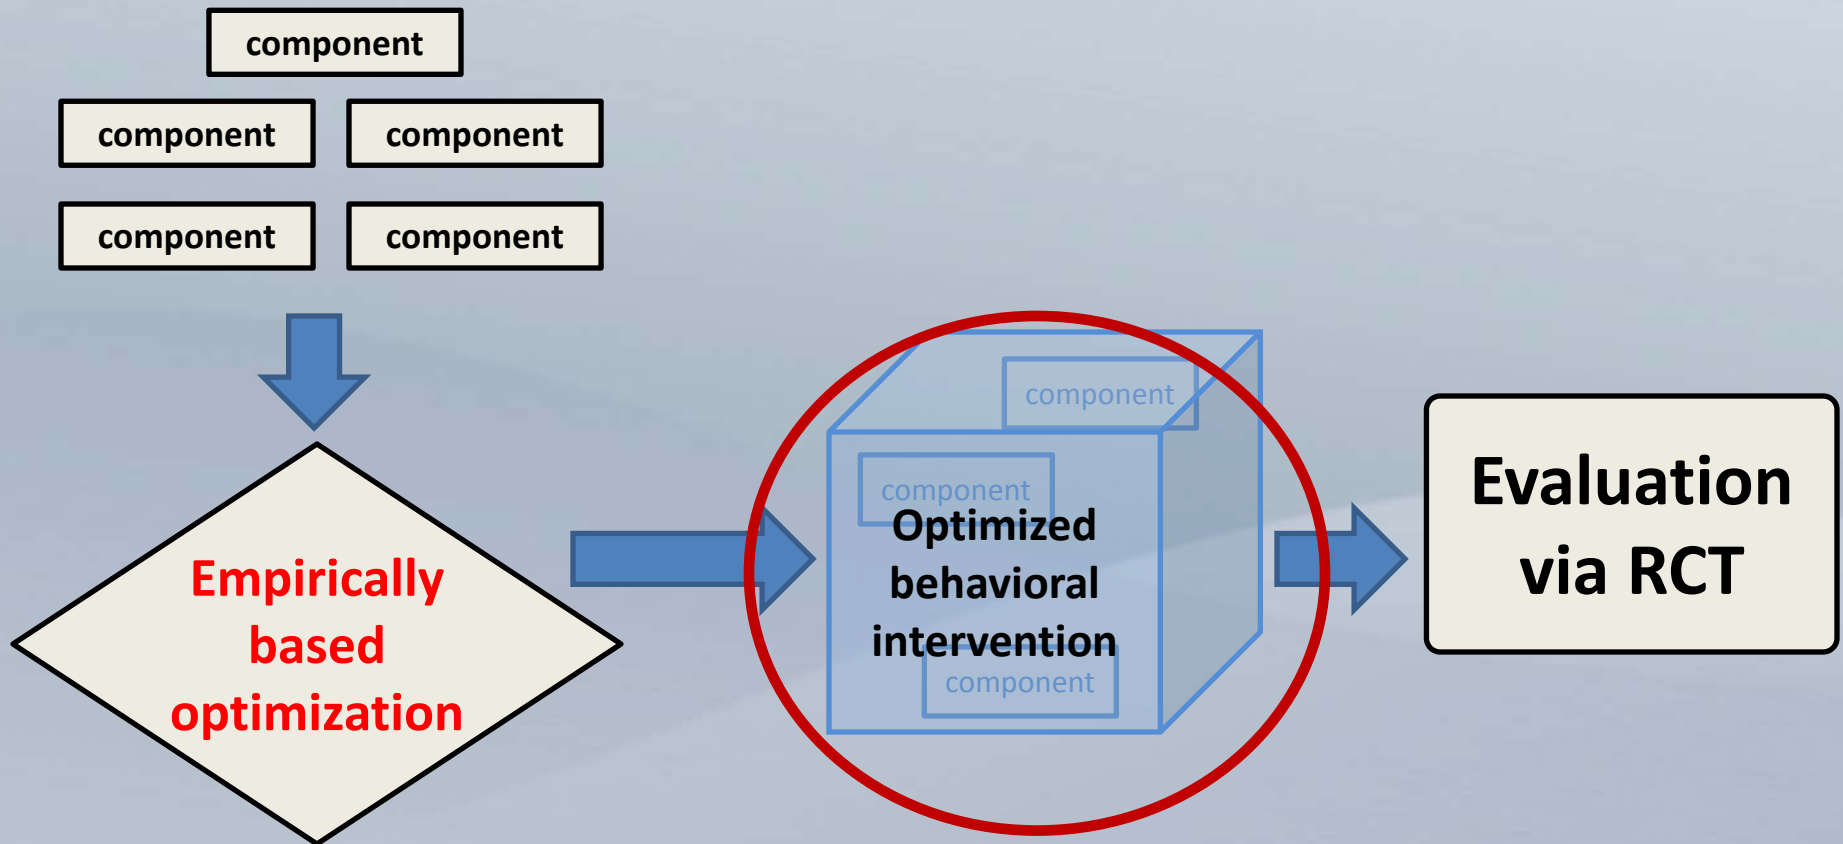 component
component component
component component
Empirically
based
optimization
component
component
Optimized
behavioral
intervention
component
Evaluation
via RCT